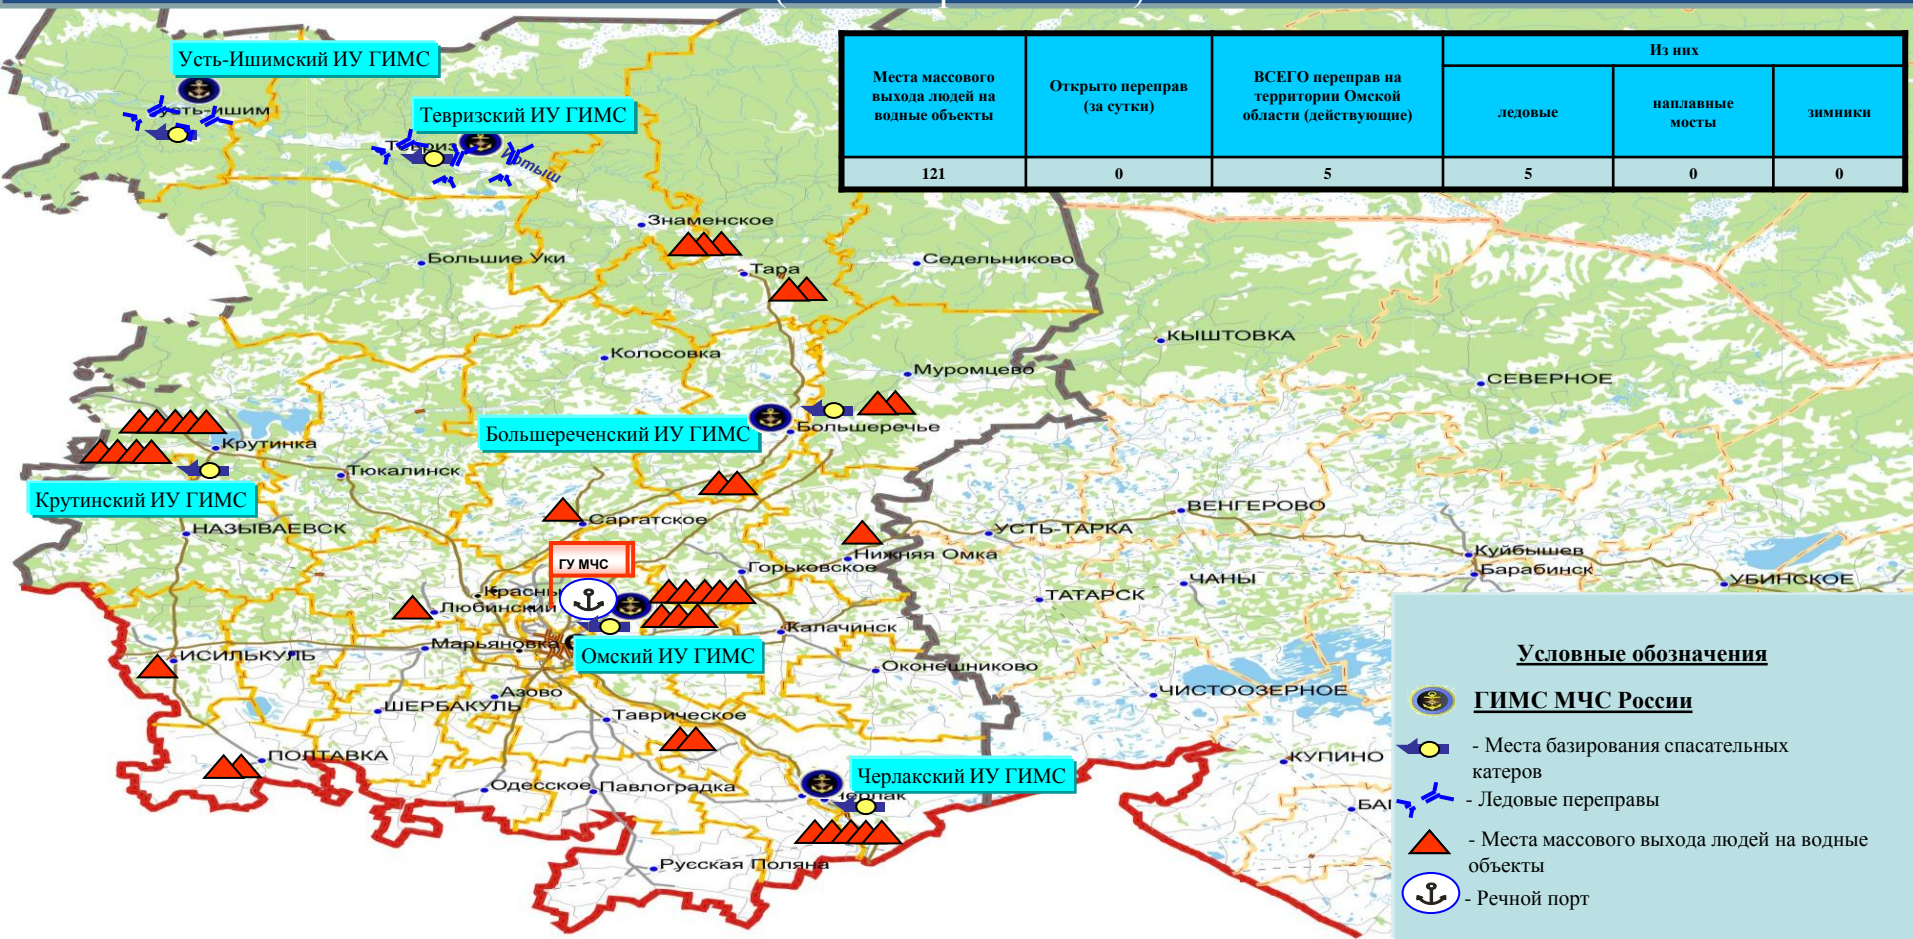 Усть-Ишимский ИУ ГИМС
Тевризский ИУ ГИМС
Из них
Места массового
выхода людей на
водные объекты
Открыто переправ
(за сутки)
ВСЕГО переправ на
территории Омской
области (действующие)
ледовые
наплавные
мосты
зимники
121
0
5
5
0
0
Иртыш
Знаменское
Большие Уки
Тара
Седельниково
КЫШТОВКА
Колосовка
Муромцево
СЕВЕРНОЕ
Большереченский ИУ ГИМС
Большеречье
Крутинка
Тюкалинск
Крутинский ИУ ГИМС
НАЗЫВАЕВСК
Саргатское
ВЕНГЕРОВО
УСТЬ-ТАРКА
Нижняя Омка
Куйбышев
Барабинск
ГУ МЧС
Горьковское
ЧАНЫ
УБИНСКОЕ
ТАТАРСК
Любинский
Марьяновка
Калачинск
ИСИЛЬКУЛЬ
Омский ИУ ГИМС
Оконешниково
Азово
ЧИСТООЗЕРНОЕ
ШЕРБАКУЛЬ
Таврическое
ПОЛТАВКА
КУПИНО
Черлакский ИУ ГИМС
Одесское
Павлоградка
Русская Поляна
Условные обозначения
ГИМС МЧС России
- Места базирования спасательных
катеров
- Ледовые переправы
- Места массового выхода людей на водные
объекты
- Речной порт